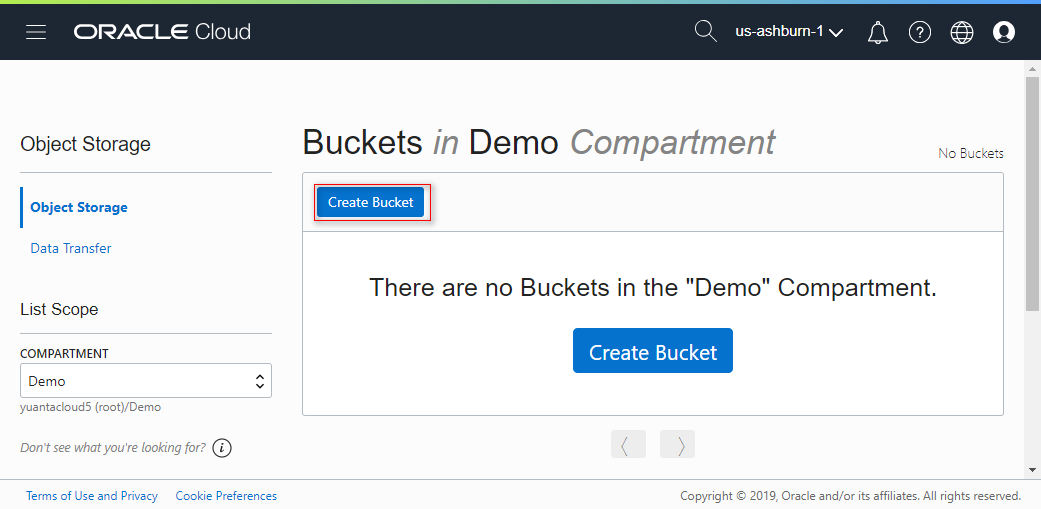 ORACLE Cloud
us-ashburn-1
Object Storage
Object Storage
Data Transfer
List Scope
COMPARTMENT
Demo
yuantacloud5 (root)/Demo
Don't see what you're looking for?
Buckets in Demo Compartment
No Buckets
Create Bucket
There are no Buckets in the "Demo" Compartment.
Create Bucket
Terms of Use and Privacy Cookie Preferences
Copyright © 2019, Oracle and/or its affiliates. All rights reserved.